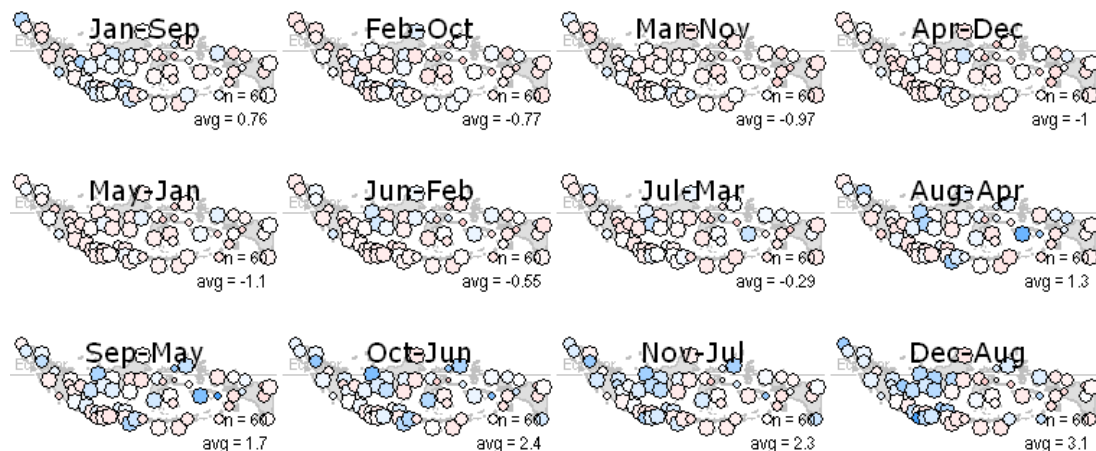 Jan-Sep
n = 60
avg = 0.76
Feb-Oct
n = 60
avg = -0.77
Mar-Nov
n = 60
avg = -0.97
Apr-Dec
n = 60
avg = -1
May-Jan
n = 60
avg = -1.1
Jun-Feb
n = 60
avg = -0.55
Jul-Mar
n = 60
avg = -0.29
Aug-Apr
n = 60
avg = 1.3
Sep-May
n = 60
avg = 1.7
Oct-Jun
n = 60
avg = 2.4
Nov-Jul
n = 60
avg = 2.2
Dec-Aug
n = 60
avg = 3.1